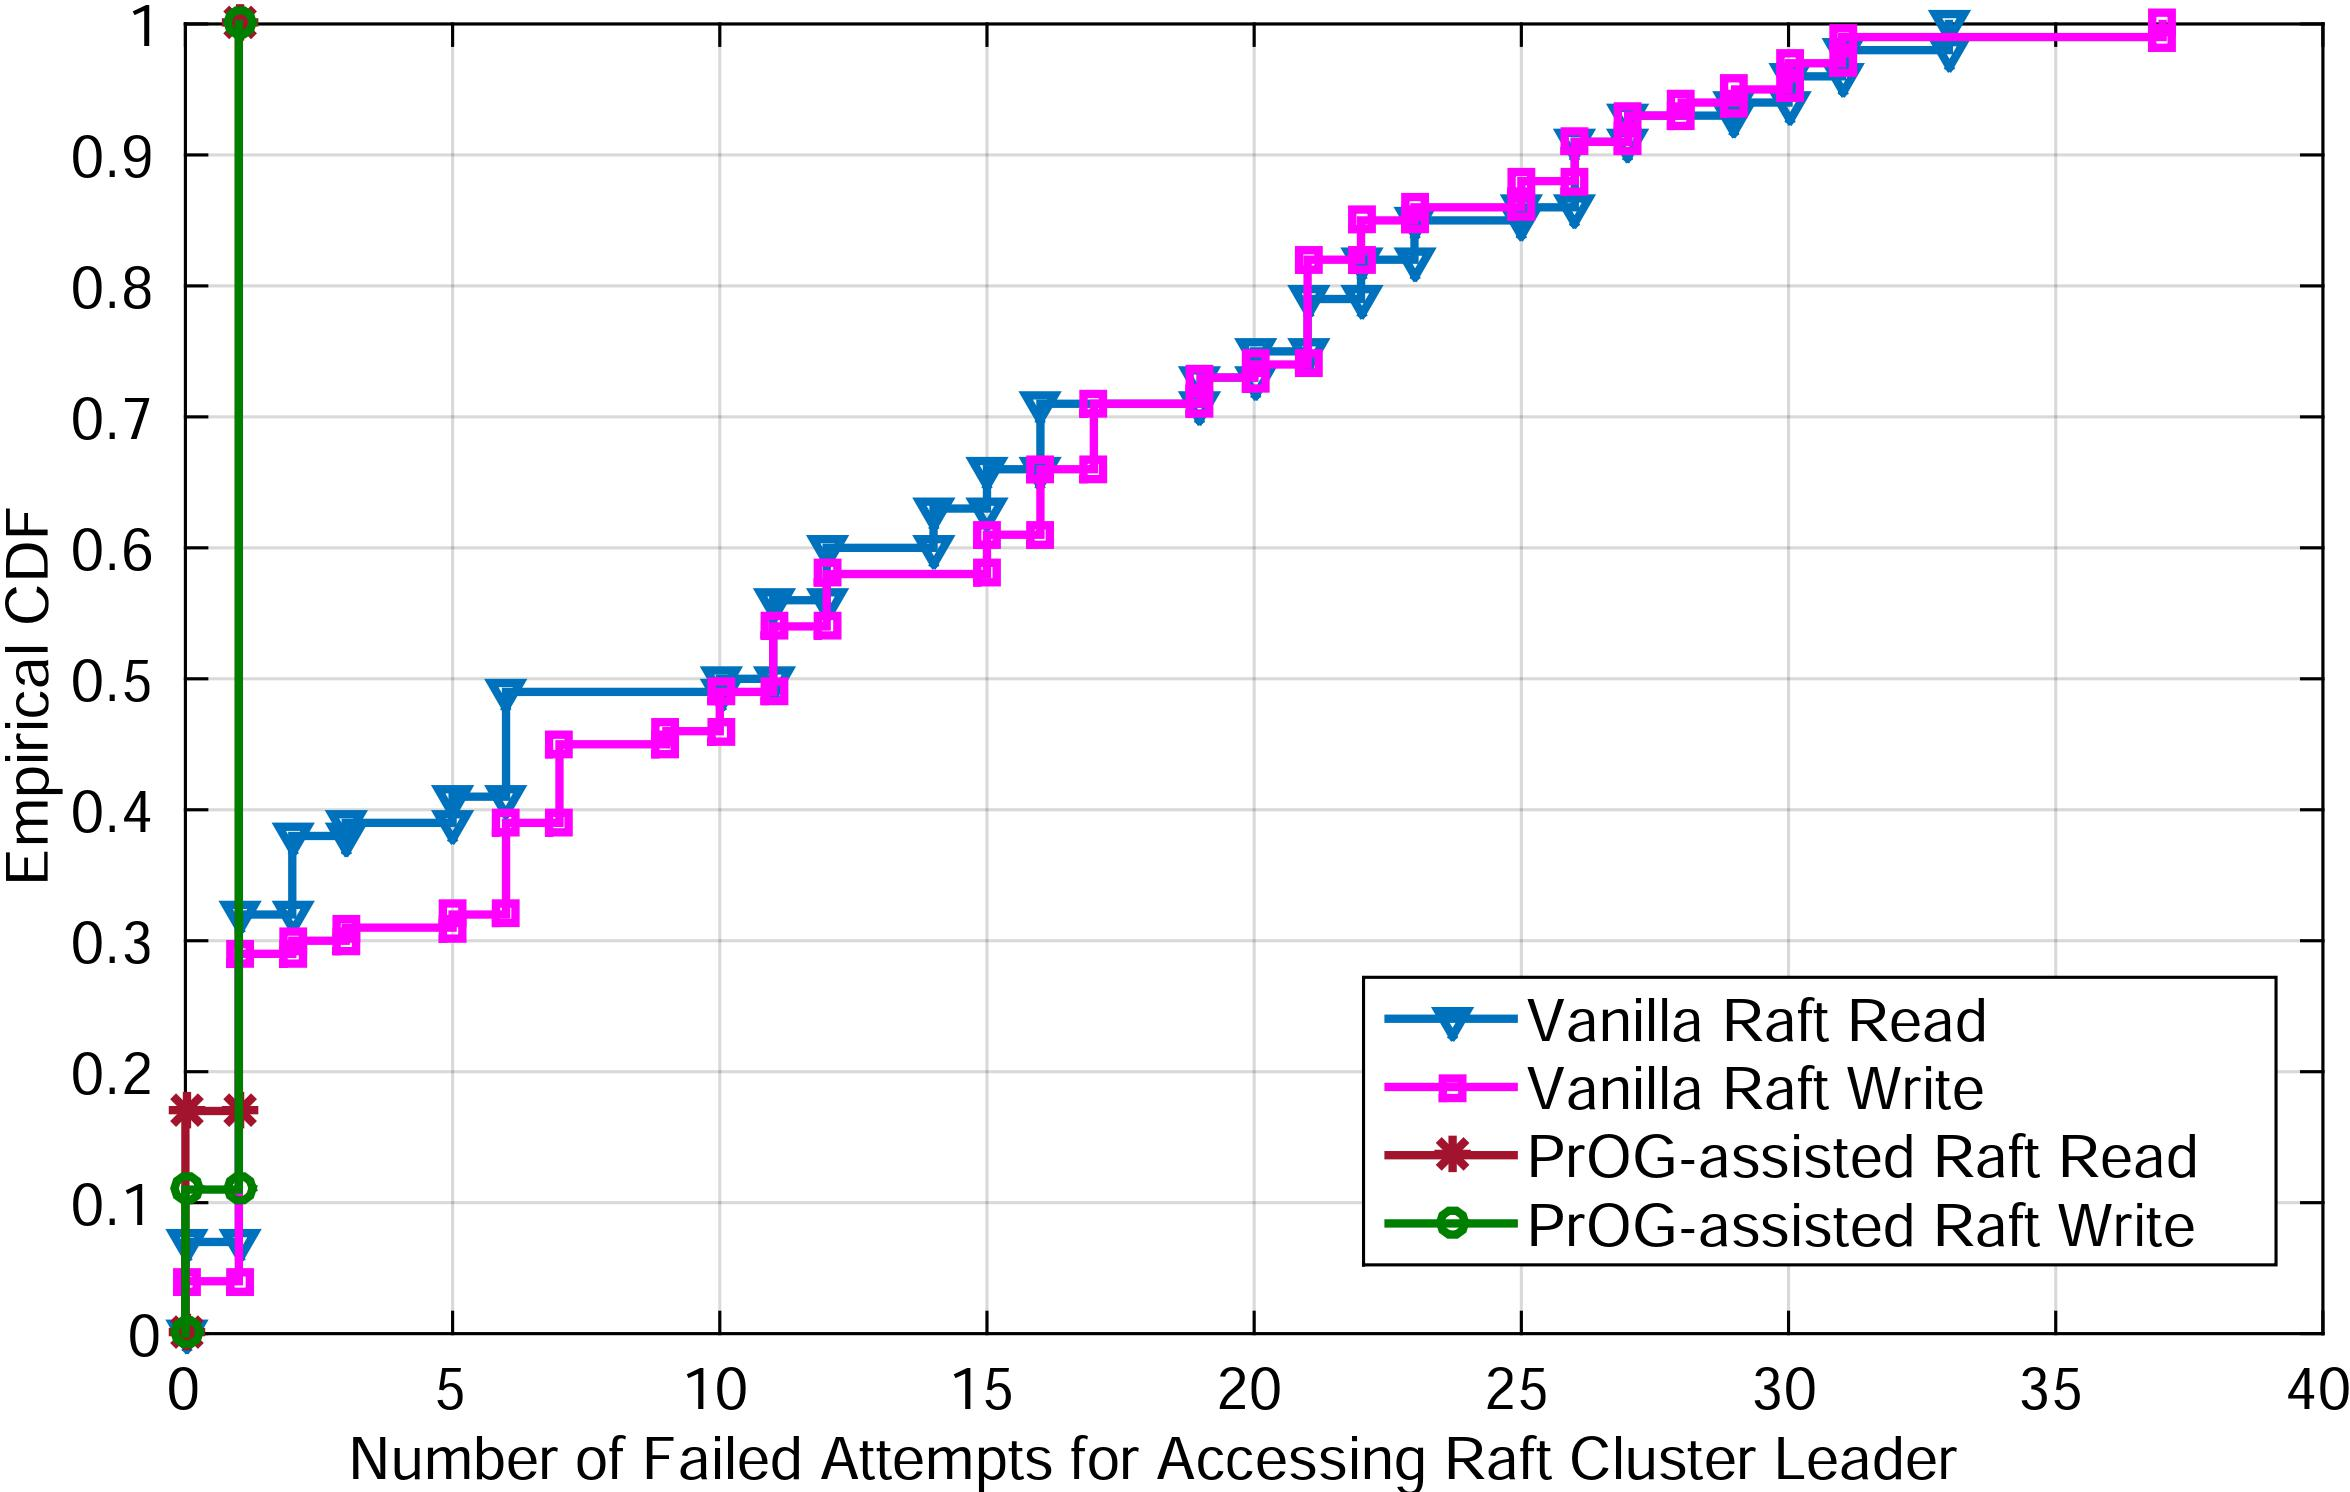 1
0.9
0.8
0.7
0.6
0.5
0.4
0.3
0.2
0.1
0
Empirical CDF
0 5 10 15 20 25 30 35 40
Number of Failed Attempts for Accessing Raft Cluster Leader
Vanilla Raft Read
Vanilla Raft Write
PrOG-assisted Raft Read
PrOG-assisted Raft Write